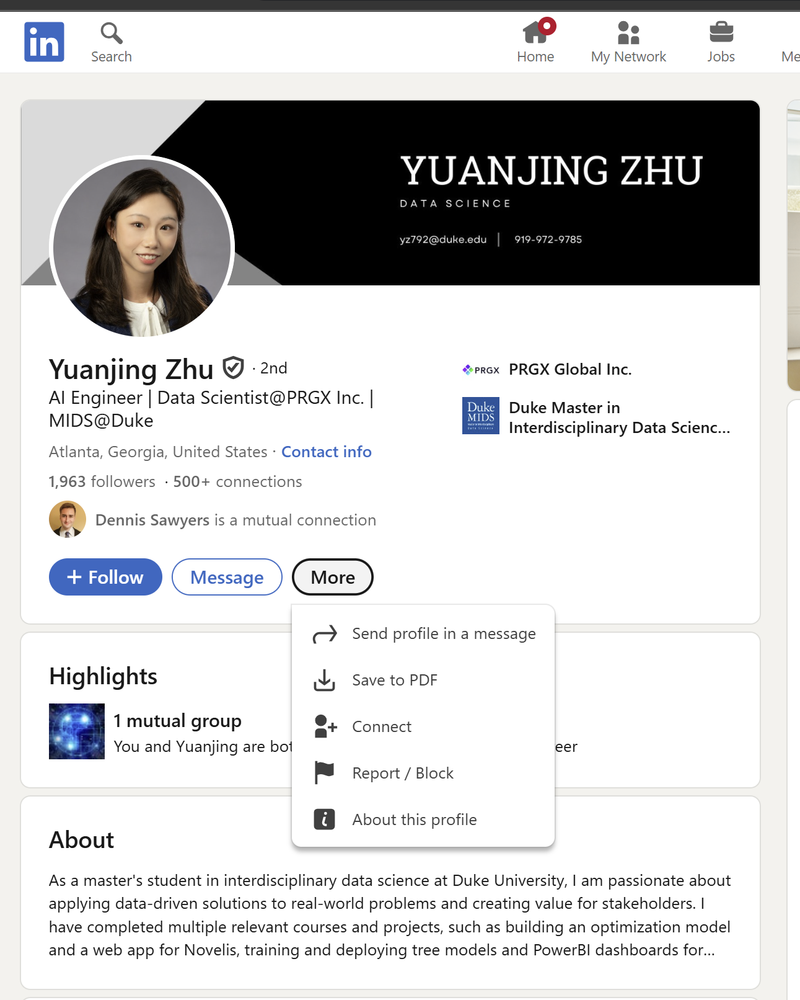 in
Search
Home
My Network
Jobs
Me
YUANJING ZHU
DATA SCIENCE
yz792@duke.edu | 919-972-9785
Yuanjing Zhu · 2nd
AI Engineer | Data Scientist@PRGX Inc. |
MIDS@Duke
Atlanta, Georgia, United States · Contact info
1,963 followers · 500+ connections
Dennis Sawyers is a mutual connection
PRGX
PRGX Global Inc.
Duke
MIDS
Duke Master in
Interdisciplinary Data Scienc...
+ Follow
Message
More
Send profile in a message
Save to PDF
Connect
Report / Block
About this profile
Highlights
1 mutual group
You and Yuanjing are bot
eer
About
As a master's student in interdisciplinary data science at Duke University, I am passionate about
applying data-driven solutions to real-world problems and creating value for stakeholders. I
have completed multiple relevant courses and projects, such as building an optimization model
and a web app for Novelis, training and deploying tree models and PowerBI dashboards for...